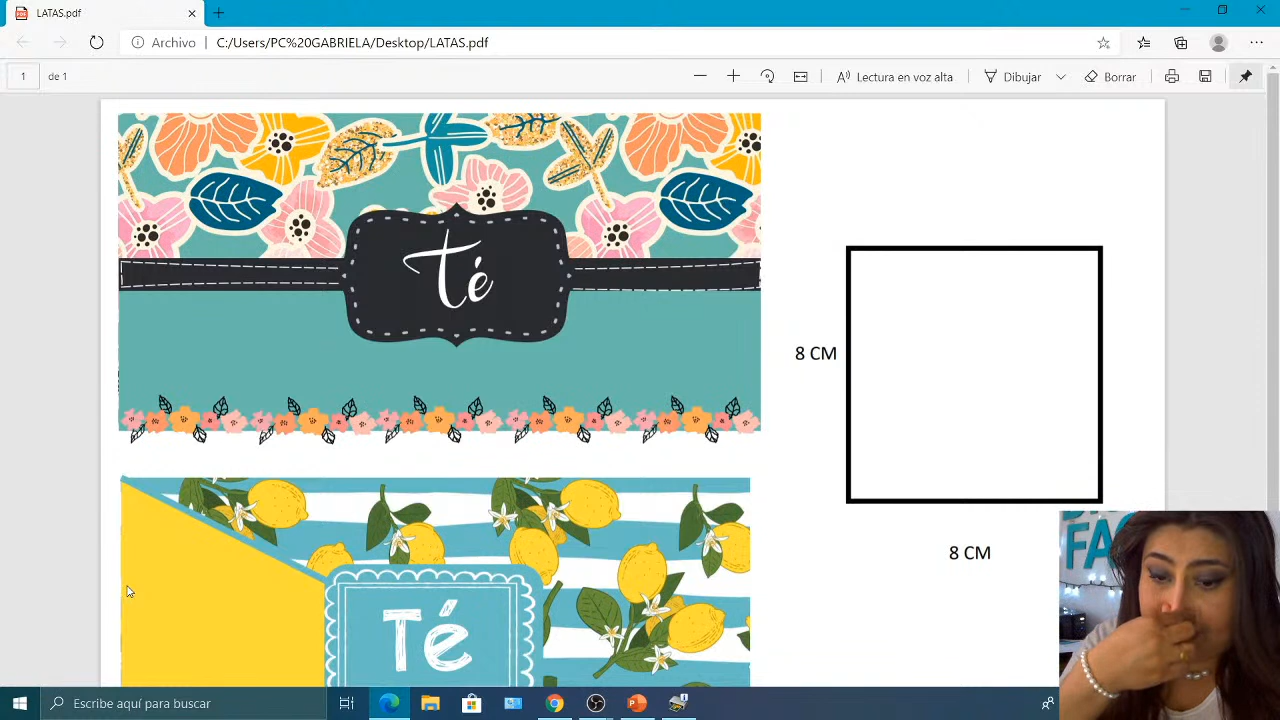 LATAS.pdf
Archivo
C:/Users/PC%20GABRIELA/Desktop/LATAS.pdf
1
de 1
Lectura en voz alta
Dibujar
Borrar
Té
8 CM
8 CM
FA
Té
Escribe aquí para buscar